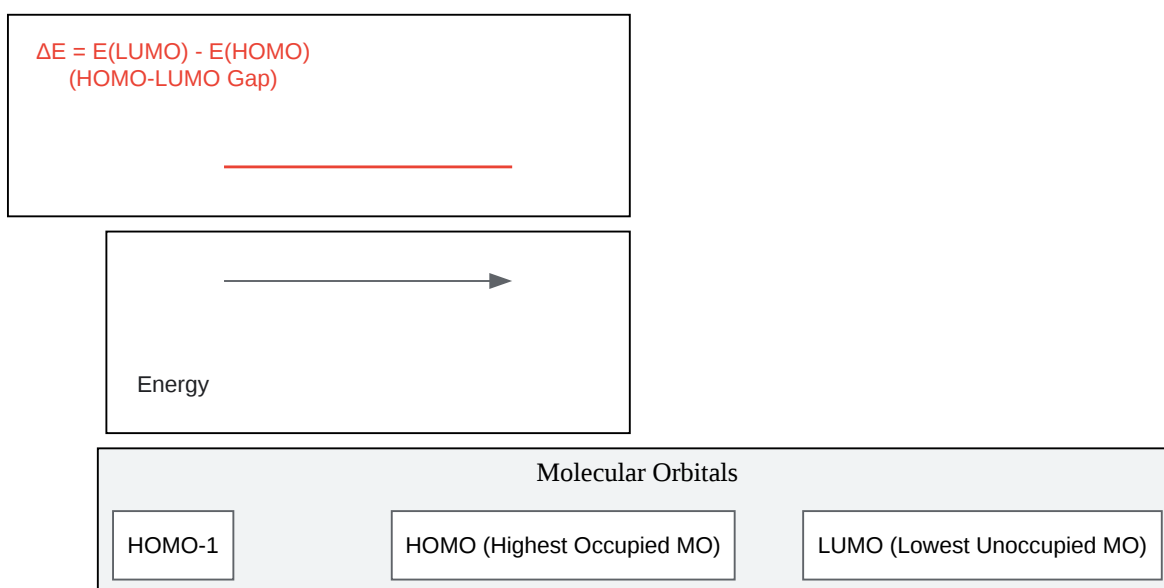 ΔE = E(LUMO) - E(HOMO)
(HOMO-LUMO Gap)
Energy
Molecular Orbitals
HOMO-1
HOMO (Highest Occupied MO)
LUMO (Lowest Unoccupied MO)